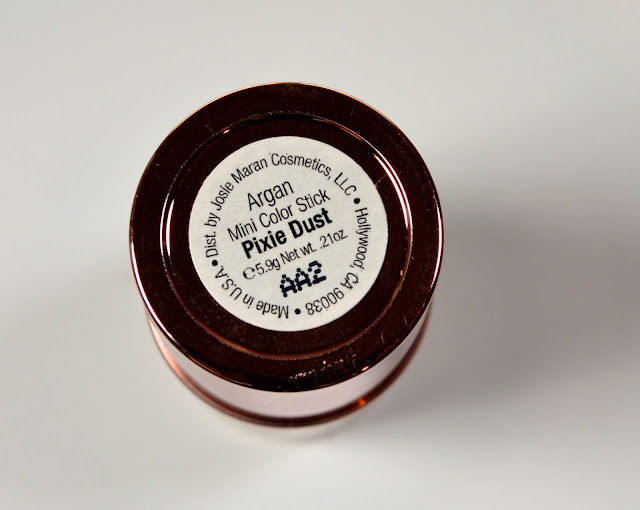 Dist. by Josie Maran Cosmetics, LLC • Hollywood, CA 90038 • Made in U.S.A •
Argan
Mini Color Stick
Pixie Dust
℮5.9g Net wt. .21oz.
AA2